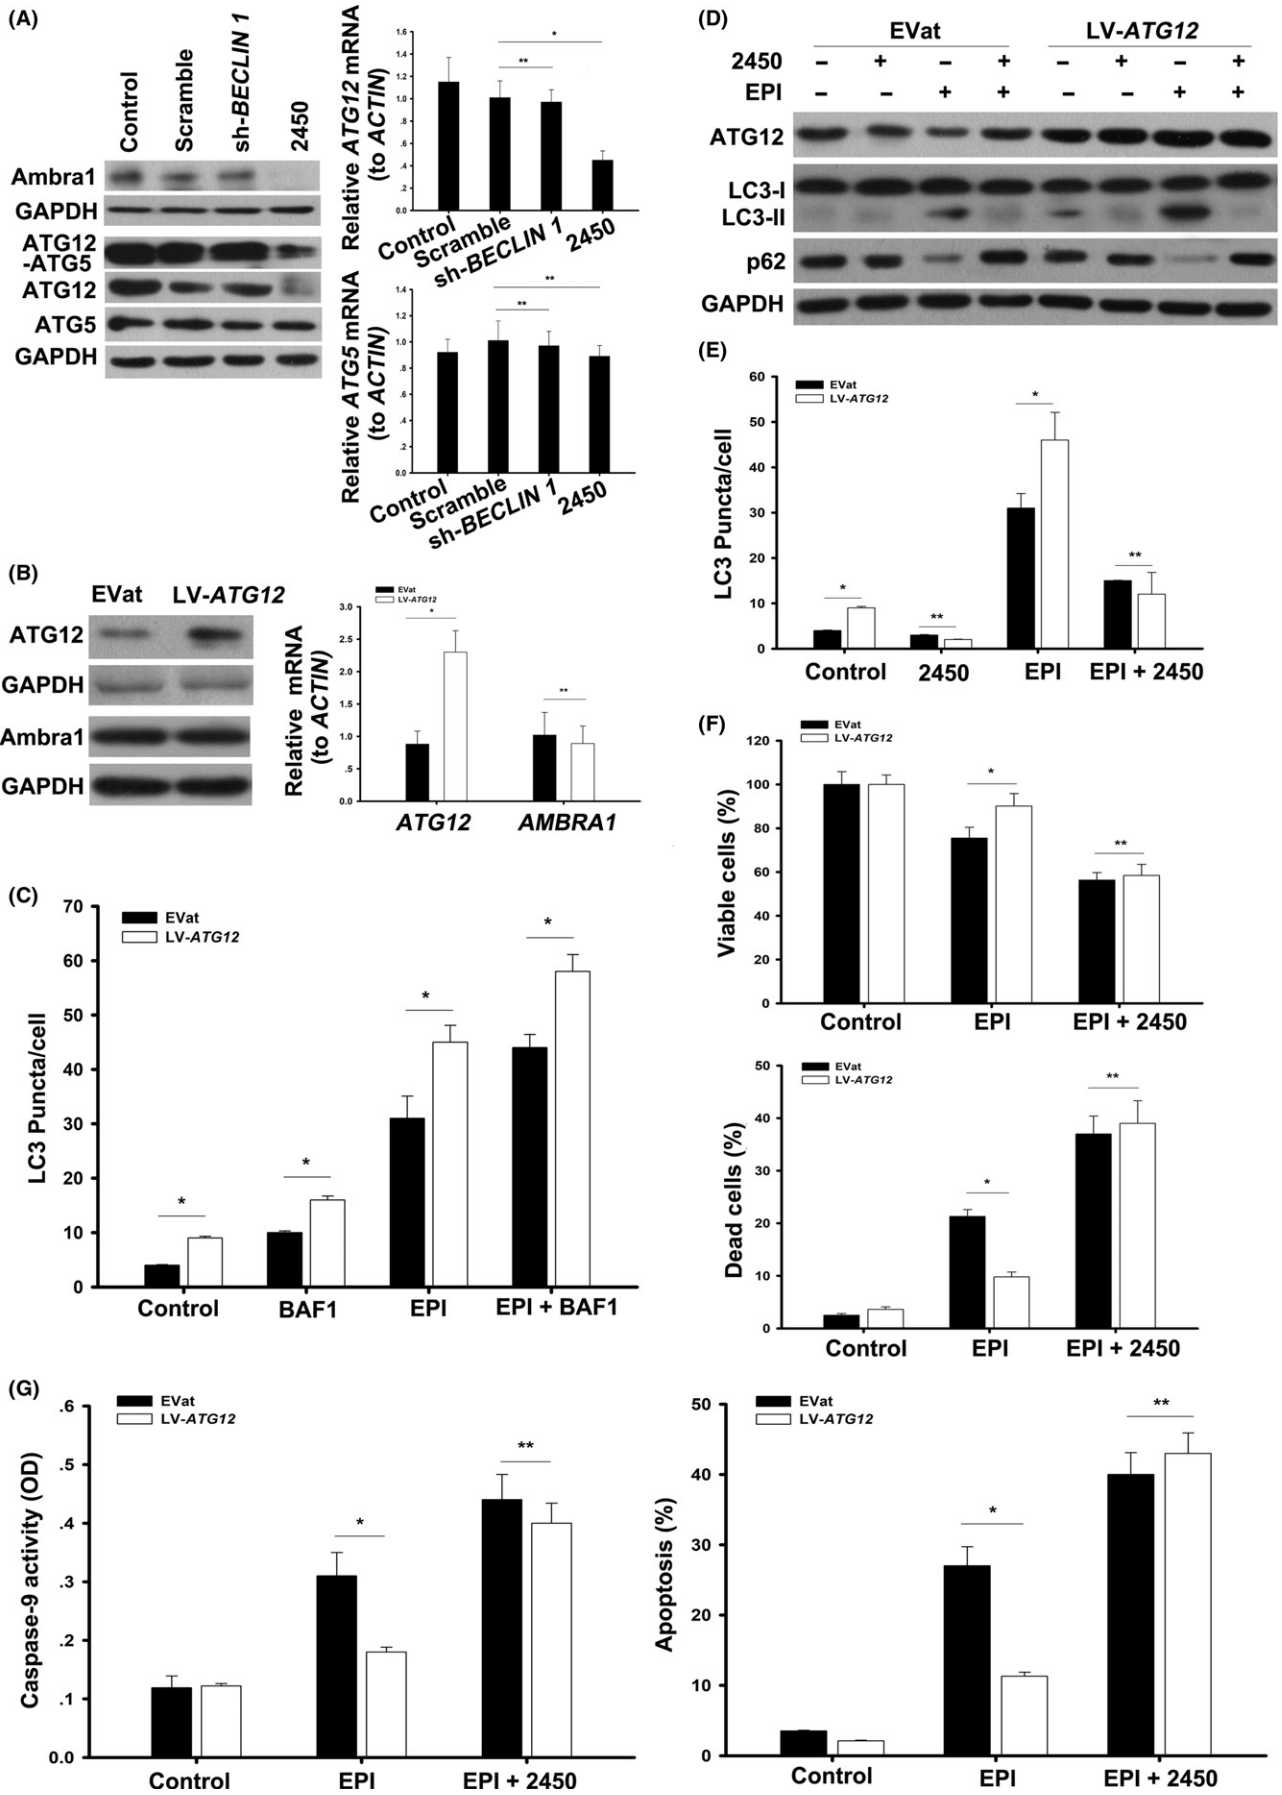 (A)
Control
Scramble
sh-BECLIN 1
2450
Ambra1
GAPDH
ATG12
-ATG5
ATG12
ATG5
GAPDH
Relative ATG12 mRNA
(to ACTIN)
1.6
1.4
1.2
1.0
.8
.6
.4
.2
0.0
*
**
Control
Scramble
sh-BECLIN 1
2450
Relative ATG5 mRNA
(to ACTIN)
1.4
1.2
1.0
.8
.6
.4
.2
0.0
**
**
Control
Scramble
sh-BECLIN 1
2450
(B)
EVat LV-ATG12
ATG12
GAPDH
Ambra1
GAPDH
Relative mRNA
(to ACTIN)
EVat
LV-ATG12
3.0
2.5
2.0
1.5
1.0
.5
0.0
*
**
ATG12 AMBRA1
(C)
LC3 Puncta/cell
EVat
LV-ATG12
70
60
50
40
30
20
10
0
*
*
*
*
Control BAF1 EPI EPI + BAF1
(D)
EVat LV-ATG12
2450 – + – + – + – +
EPI – – + + – – + +
ATG12
LC3-I
LC3-II
p62
GAPDH
(E)
LC3 Puncta/cell
EVat
LV-ATG12
60
50
40
30
20
10
0
*
**
*
**
Control 2450 EPI EPI + 2450
(F)
Viable cells (%)
EVat
LV-ATG12
120
100
80
60
40
20
0
*
**
Control EPI EPI + 2450
Dead cells (%)
EVat
LV-ATG12
50
40
30
20
10
0
*
**
Control EPI EPI + 2450
(G)
Caspase-9 activity (OD)
EVat
LV-ATG12
.6
.5
.4
.3
.2
.1
0.0
*
**
Control EPI EPI + 2450
Apoptosis (%)
EVat
LV-ATG12
50
40
30
20
10
0
*
**
Control EPI EPI + 2450